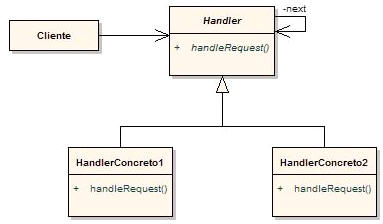 -next
Handler
Cliente
+ handleRequest()
HandlerConcreto1
HandlerConcreto2
+ handleRequest()
+ handleRequest()